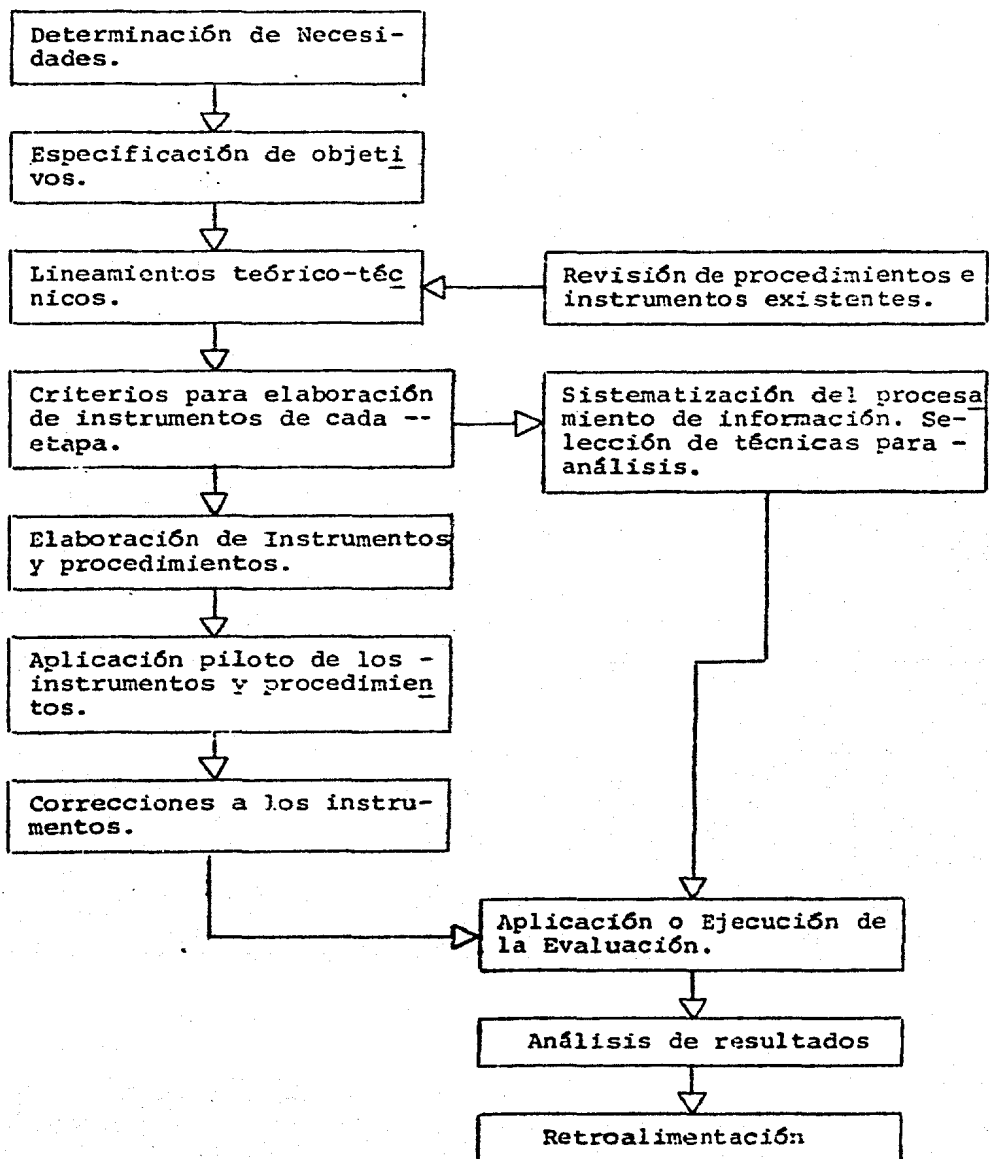 Determinación de Necesi-
dades.
Especificación de objeti
vos.
Lineamientos teórico-téc
nicos.
Revisión de procedimientos e
instrumentos existentes.
Criterios para elaboración
de instrumentos de cada --
etapa.
Sistematización del procesa
miento de información. Se-
lección de técnicas para -
análisis.
Elaboración de Instrumentos
y procedimientos.
Aplicación piloto de los -
instrumentos y procedimien
tos.
Correcciones a los instru-
mentos.
Aplicación o Ejecución de
la Evaluación.
Análisis de resultados
Retroalimentación